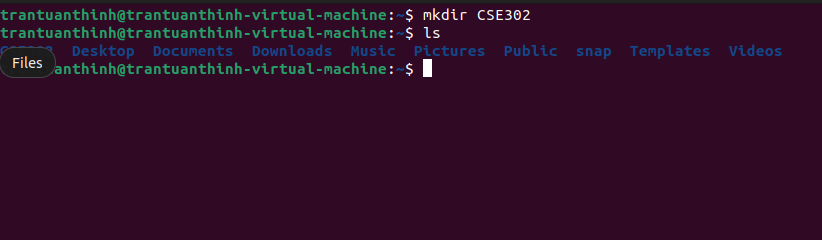 trantuanthinh@trantuanthinh-virtual-machine:~$ mkdir CSE302
trantuanthinh@trantuanthinh-virtual-machine:~$ ls
Desktop Documents Downloads Music Pictures Public snap Templates Videos
Files
anthinh@trantuanthinh-virtual-machine:~$